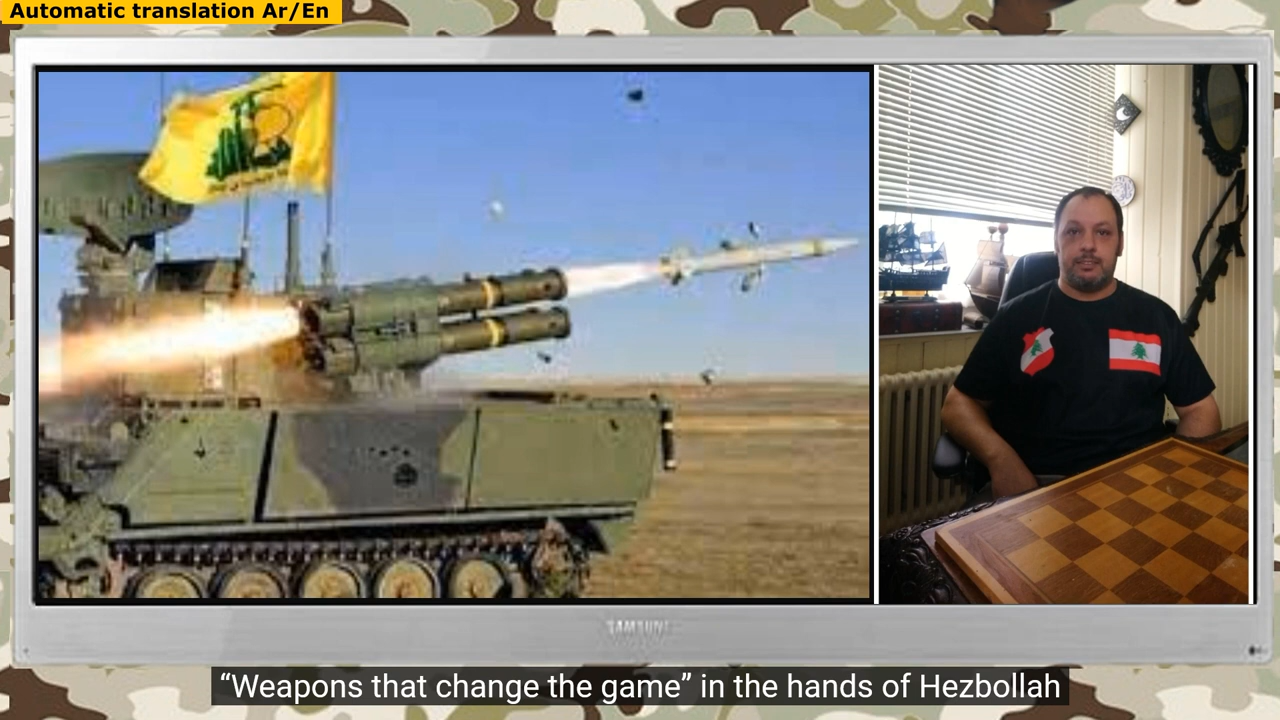 Automatic translation Ar/En
SAMSUNG
“Weapons that change the game” in the hands of Hezbollah